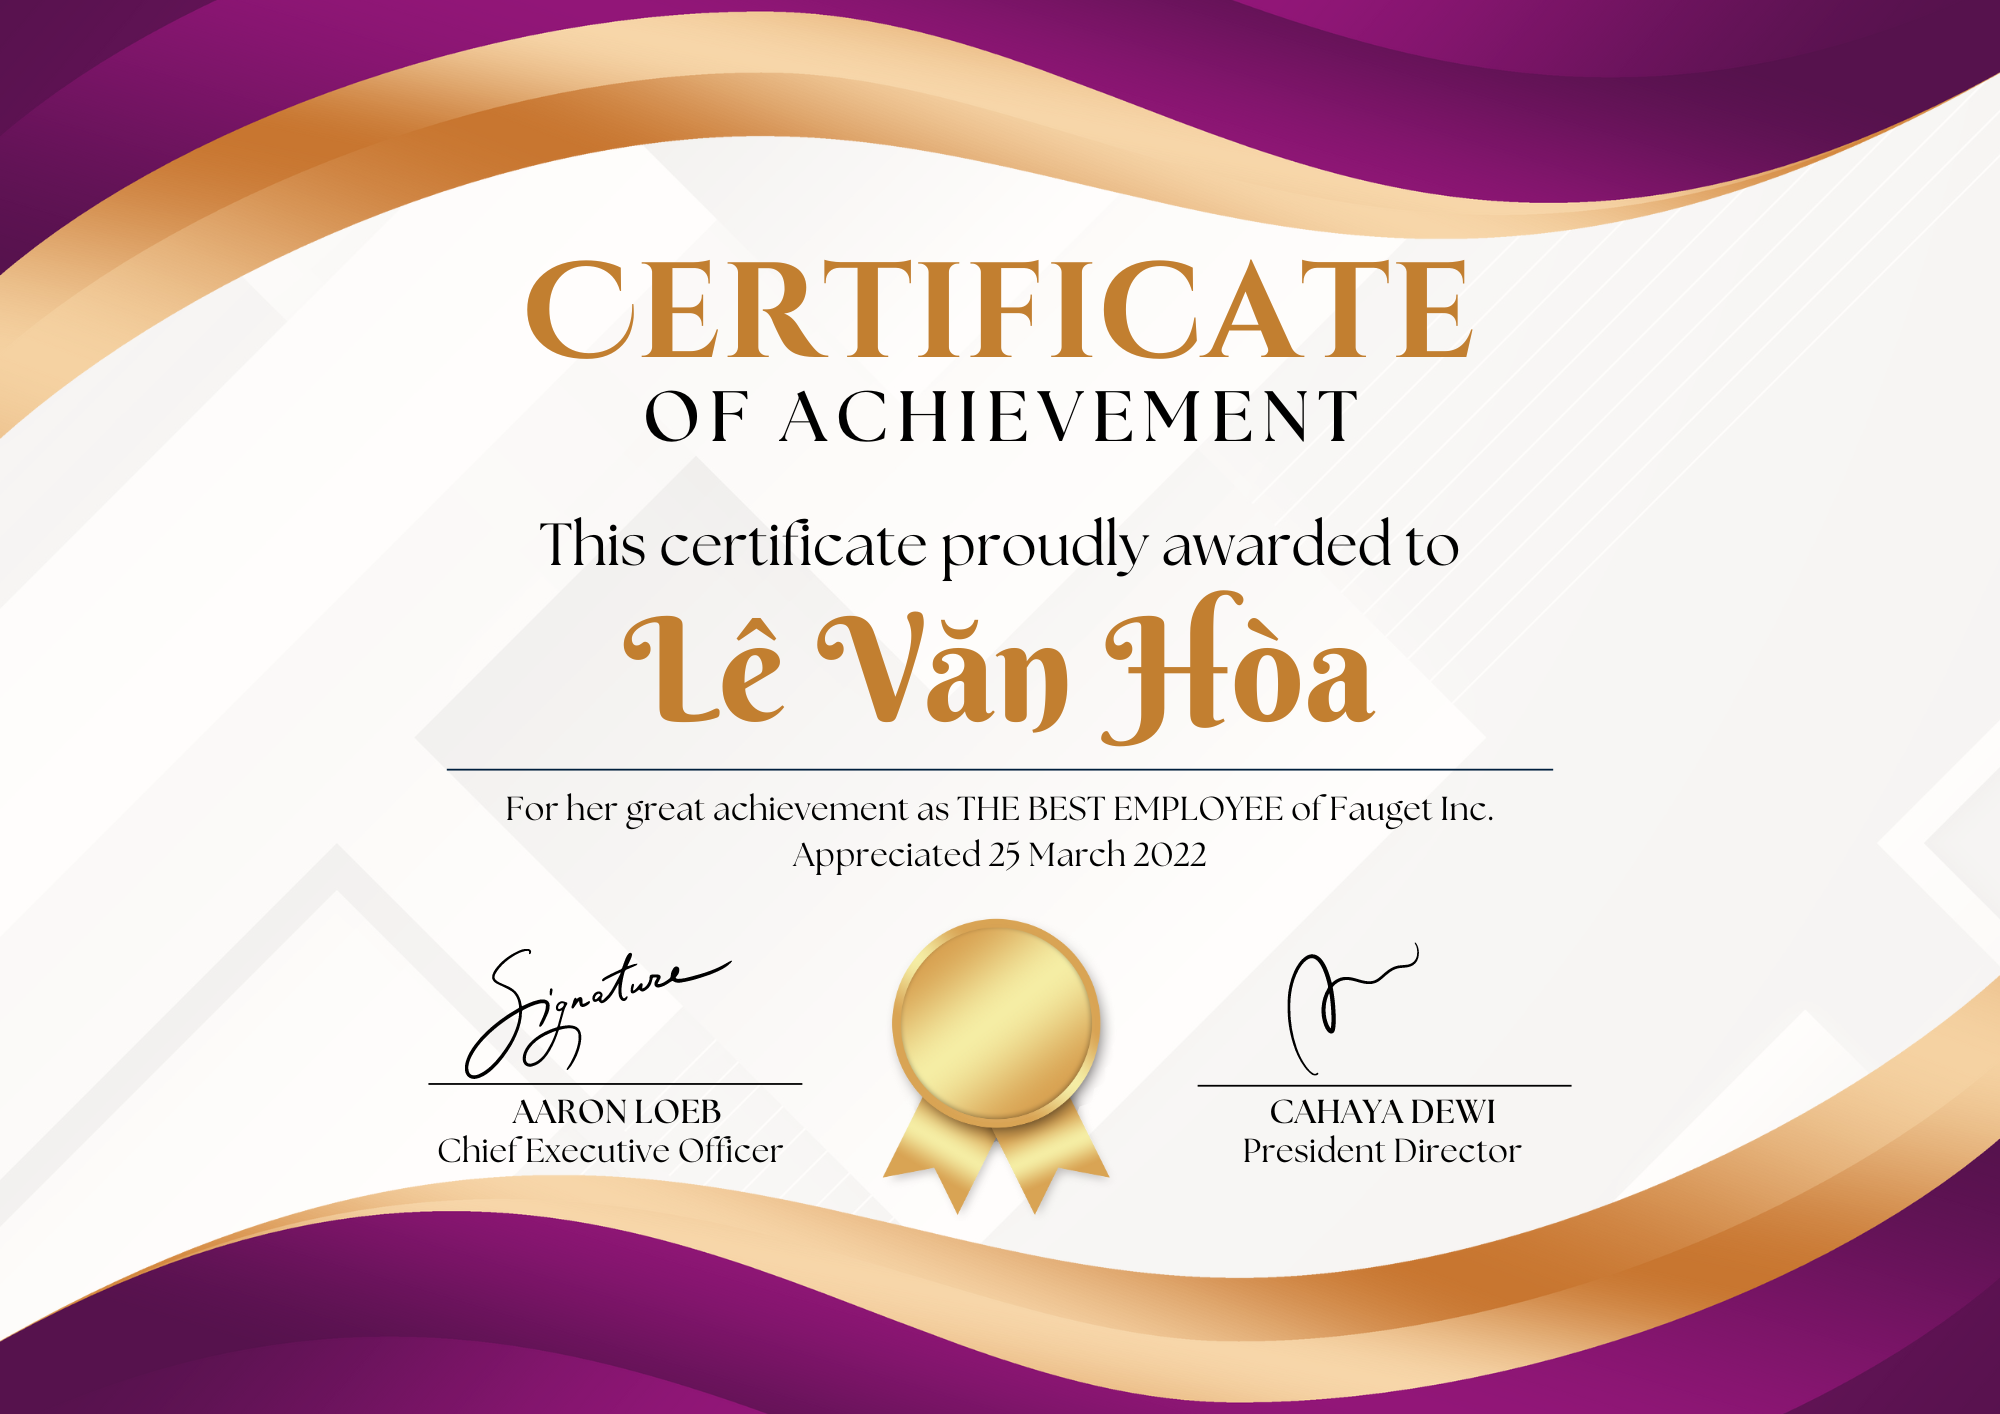 CERTIFICATE
OF ACHIEVEMENT
This certificate proudly awarded to
Lê Văn Hòa
For her great achievement as THE BEST EMPLOYEE of Fauget Inc.
Appreciated 25 March 2022
Signature
AARON LOEB
Chief Executive Officer
CAHAYA DEWI
President Director